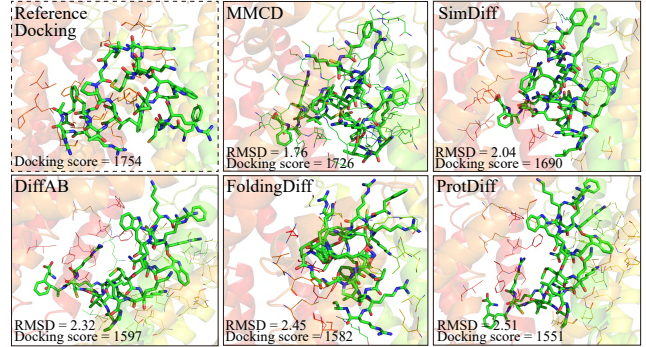 Reference
Docking
Docking score = 1754
MMCD
RMSD = 1.76
Docking score = 1726
SimDiff
RMSD = 2.04
Docking score = 1690
DiffAB
RMSD = 2.32
Docking score = 1597
FoldingDiff
RMSD = 2.45
Docking score = 1582
ProtDiff
RMSD = 2.51
Docking score = 1551